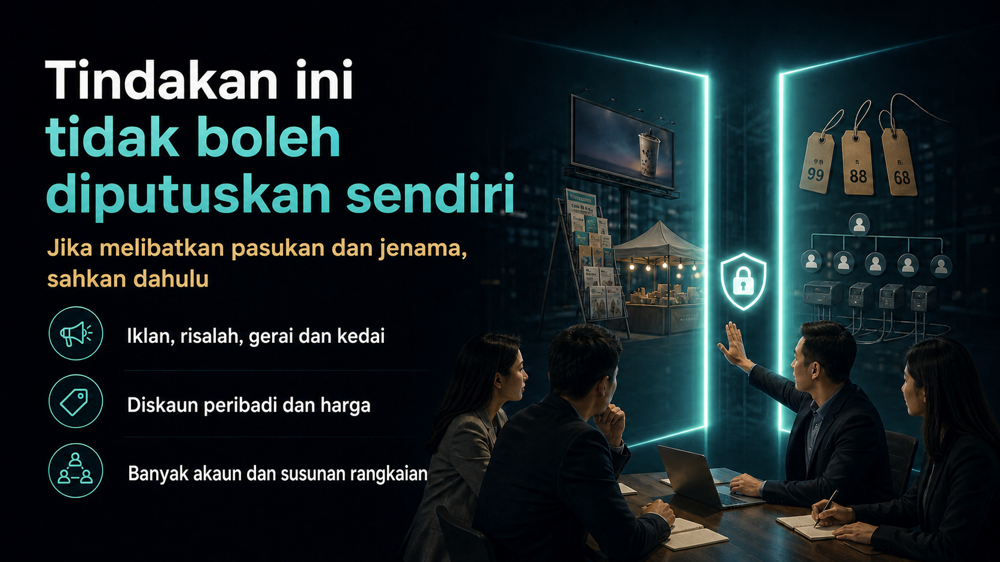 Tindakan ini
tidak boleh
diputuskan sendiri
Jika melibatkan pasukan dan jenama,
sahkan dahulu
Iklan, risalah, gerai dan kedai
Diskaun peribadi dan harga
Banyak akaun dan susunan rangkaian
99
88
68